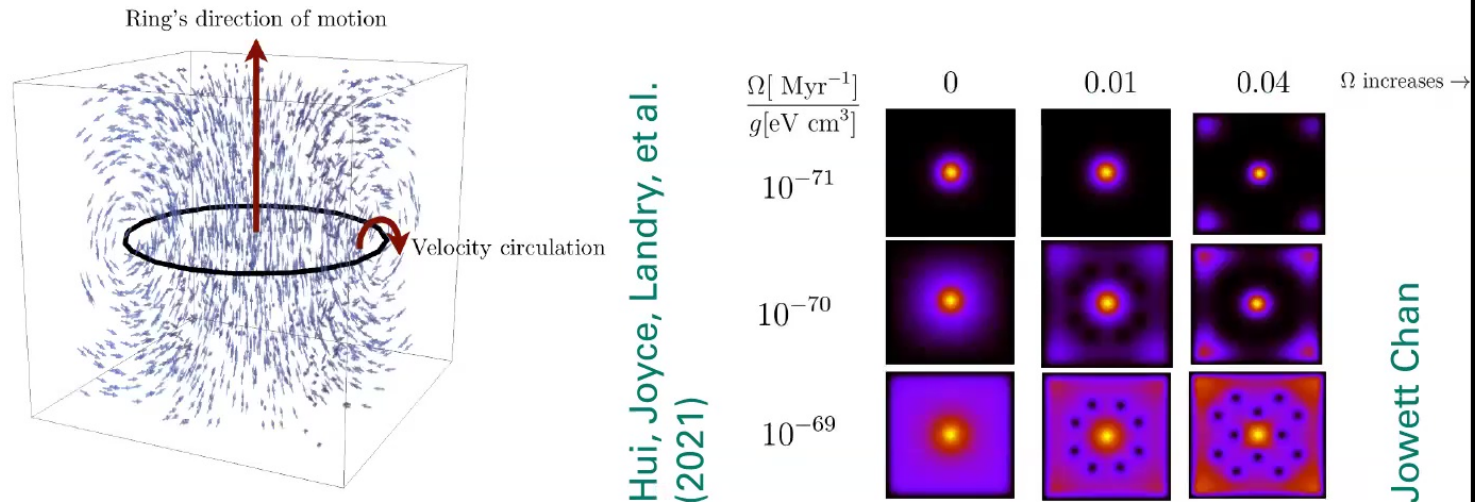 Ring's direction of motion
Velocity circulation
Hui, Joyce, Landry, et al.
(2021)
Ω[ Myr⁻¹]
g[eV cm³]
0
0.01
0.04
Ω increases →
10⁻⁷¹
10⁻⁷⁰
10⁻⁶⁹
Jowett Chan